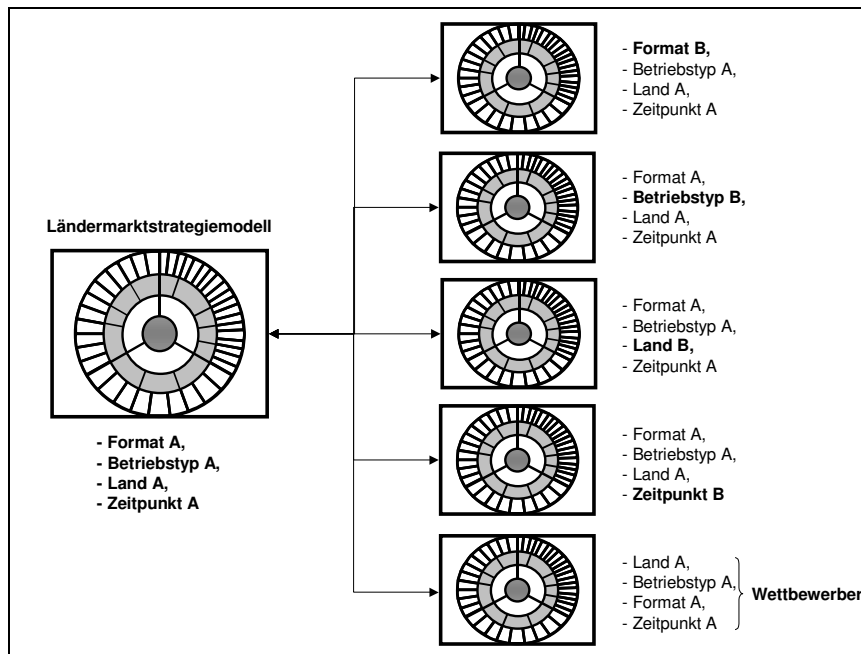 - Format B,
- Betriebstyp A,
- Land A,
- Zeitpunkt A
- Format A,
- Betriebstyp B,
- Land A,
- Zeitpunkt A
Ländermarktstrategiemodell
- Format A,
- Betriebstyp A,
- Land A,
- Zeitpunkt A
- Format A,
- Betriebstyp A,
- Land B,
- Zeitpunkt A
- Format A,
- Betriebstyp A,
- Land A,
- Zeitpunkt B
- Land A,
- Betriebstyp A,
- Format A,
- Zeitpunkt A
Wettbewerber